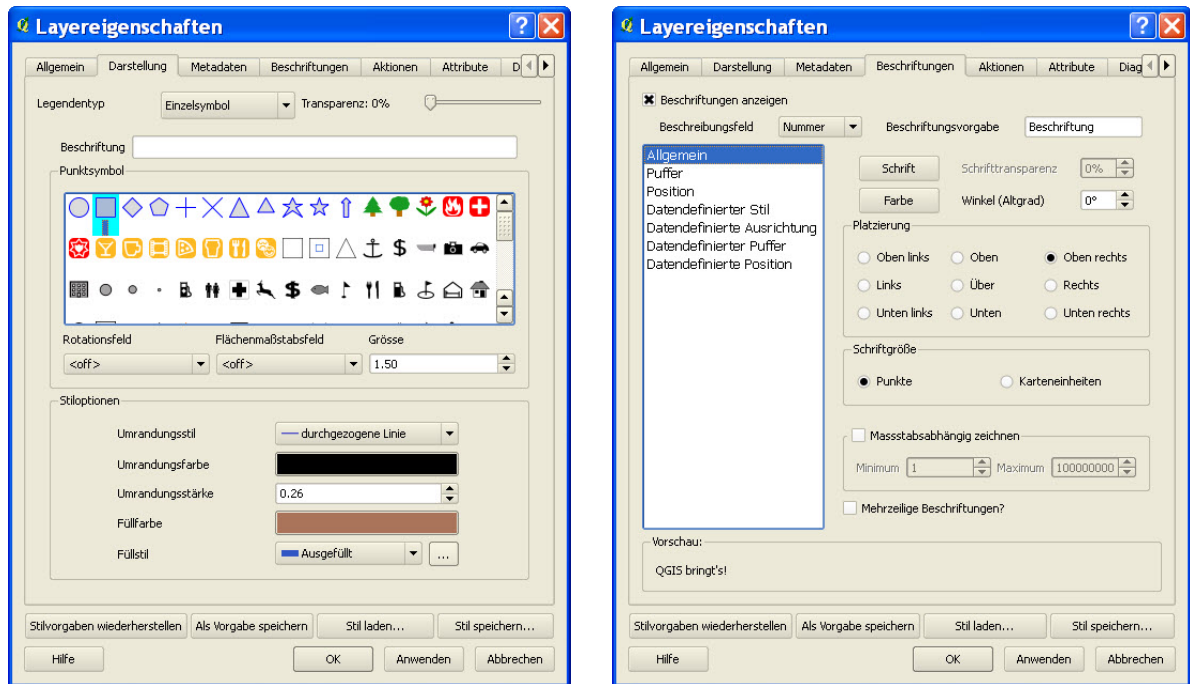 Layereigenschaften
Allgemein Darstellung Metadaten Beschriftungen Aktionen Attribute D
Legendentyp Einzelsymbol Transparenz: 0%
Beschriftung
Punktsymbol
Rotationsfeld Flächenmaßstabsfeld Grösse
<off> <off> 1.50
Stiloptionen
Umrandungsstil durchgezogene Linie
Umrandungsfarbe
Umrandungsstärke 0.26
Füllfarbe
Füllstil Ausgefüllt ...
Stilvorgaben wiederherstellen Als Vorgabe speichern Stil laden... Stil speichern...
Hilfe OK Anwenden Abbrechen
Layereigenschaften
Allgemein Darstellung Metadaten Beschriftungen Aktionen Attribute Diag
Beschriftungen anzeigen
Beschreibungsfeld Nummer Beschriftungsvorgabe Beschriftung
Allgemein
Puffer
Position
Datendefinierter Stil
Datendefinierte Ausrichtung
Datendefinierter Puffer
Datendefinierte Position
Schrift Schrifttransparenz 0%
Farbe Winkel (Altgrad) 0°
Platzierung
Oben links Oben Oben rechts
Links Über Rechts
Unten links Unten Unten rechts
Schriftgröße
Punkte Karteneinheiten
Massstabsabhängig zeichnen
Minimum 1 Maximum 100000000
Mehrzeilige Beschriftungen?
Vorschau:
QGIS bringt's!
Stilvorgaben wiederherstellen Als Vorgabe speichern Stil laden... Stil speichern...
Hilfe OK Anwenden Abbrechen